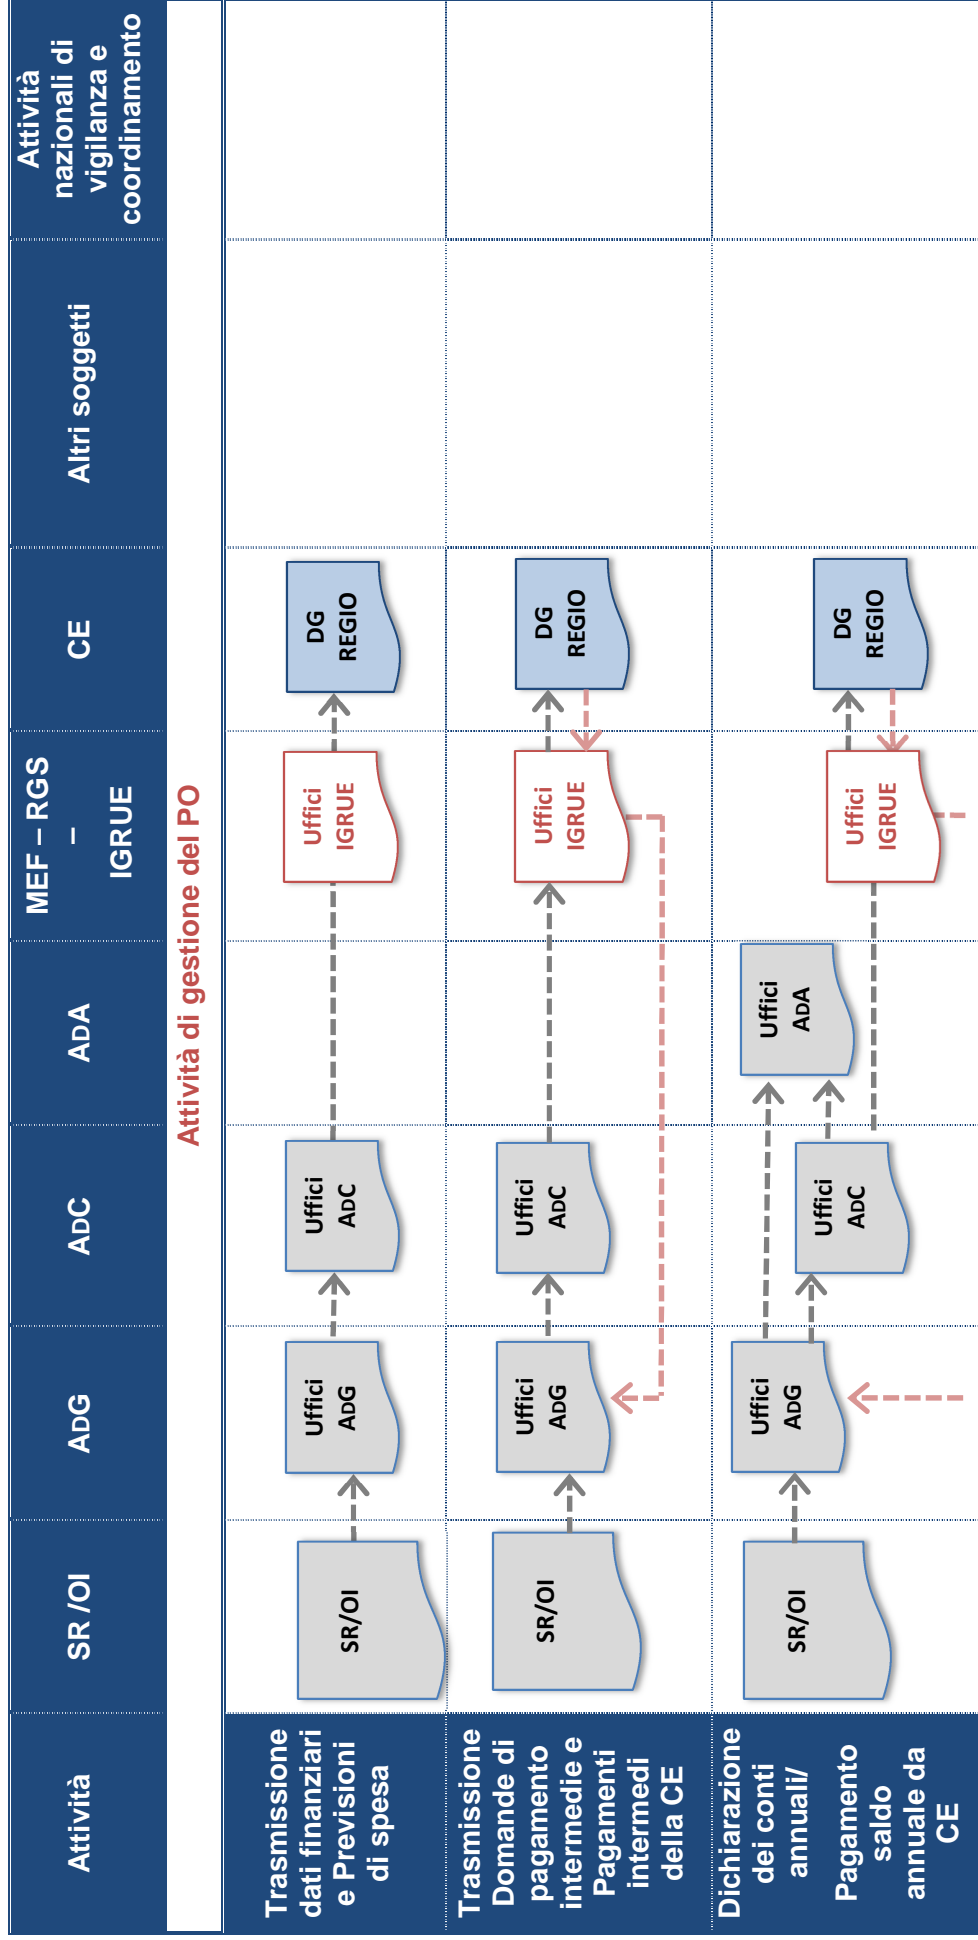 Attività
SR /OI
ADG
ADC
ADA
MEF – RGS
–
IGRUE
CE
Altri soggetti
Attività
nazionali di
vigilanza e
coordinamento
Attività di gestione del PO
Trasmissione
dati finanziari
e Previsioni
di spesa
SR/OI
Uffici
ADG
Uffici
ADC
Uffici
IGRUE
DG
REGIO
Trasmissione
Domande di
pagamento
intermedie e
Pagamenti
intermedi
della CE
SR/OI
Uffici
ADG
Uffici
ADC
Uffici
IGRUE
DG
REGIO
Dichiarazione
dei conti
annuali/
Pagamento
saldo
annuale da
CE
SR/OI
Uffici
ADG
Uffici
ADC
Uffici
ADA
Uffici
IGRUE
DG
REGIO